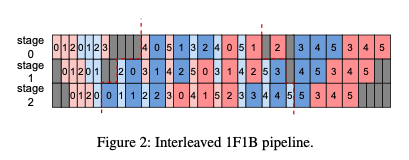 stage
0
0 1 2 0 1 2 3 4 0 5 1 3 2 4 0 5 1 2 3 4 5 3 4 5
stage
1
0 1 2 0 1 2 0 3 1 4 2 5 0 3 1 4 2 5 3 4 5 3 4 5
stage
2
0 1 2 0 0 1 1 2 2 3 0 4 1 5 2 3 3 4 4 5 5 3 4 5
Figure 2: Interleaved 1F1B pipeline.